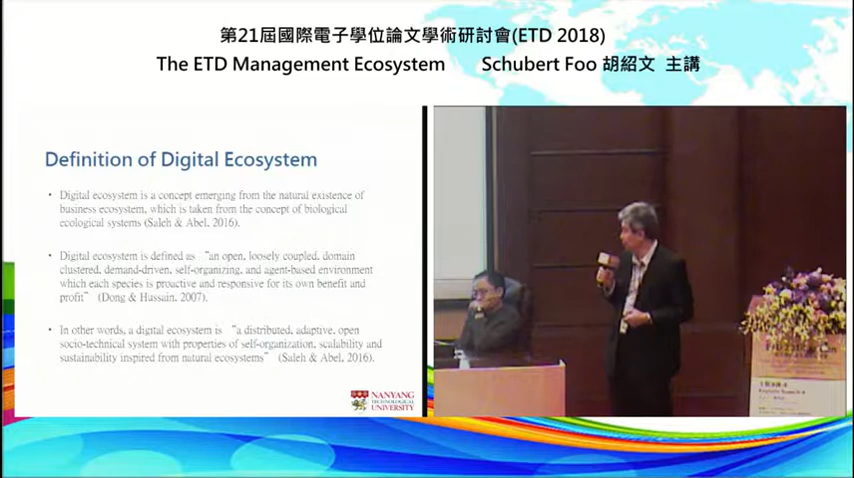 第21屆國際電子學位論文學術研討會(ETD 2018)
The ETD Management Ecosystem Schubert Foo 胡紹文 主講
Definition of Digital Ecosystem
• Digital ecosystem is a concept emerging from the natural existence of
business ecosystem, which is taken from the concept of biological
ecological systems (Saleh & Abel, 2016).
• Digital ecosystem is defined as “an open, loosely coupled, domain
clustered, demand-driven, self-organizing, and agent-based environment
which each species is proactive and responsive for its own benefit and
profit” (Dong & Hussain, 2007).
• In other words, a digital ecosystem is “a distributed, adaptive, open
socio-technical system with properties of self-organization, scalability and
sustainability inspired from natural ecosystems” (Saleh & Abel, 2016).
NANYANG
TECHNOLOGICAL
UNIVERSITY